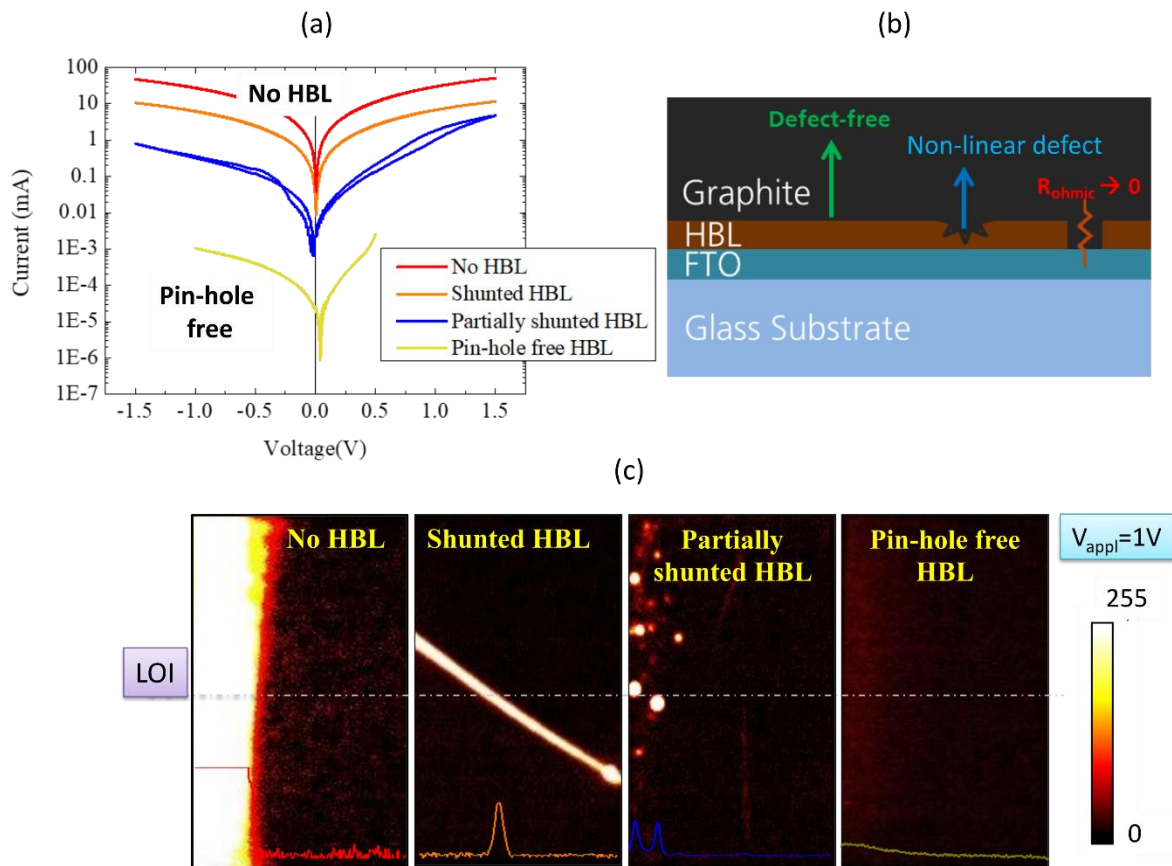 (a)
100
10
1
0.1
0.01
1E-3
1E-4
1E-5
1E-6
1E-7
Current (mA)
No HBL
Pin-hole
free
No HBL
Shunted HBL
Partially shunted HBL
Pin-hole free HBL
-1.5 -1.0 -0.5 0.0 0.5 1.0 1.5
Voltage(V)
(b)
Defect-free
Non-linear defect
Graphite
R_ohmic → 0
HBL
FTO
Glass Substrate
(c)
No HBL
Shunted HBL
Partially
shunted HBL
Pin-hole free
HBL
V_appl=1V
255
0
LOI